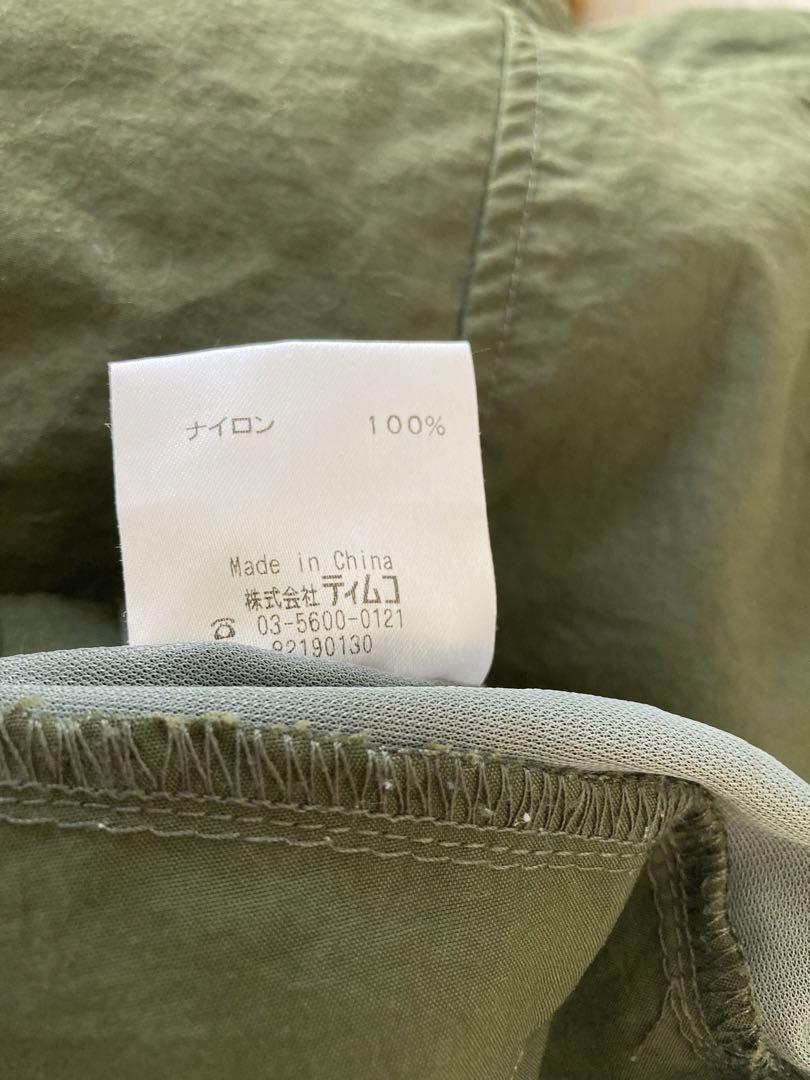 ナイロン 100%
Made in China
株式会社ティムコ
☎ 03-5600-0121
82190130